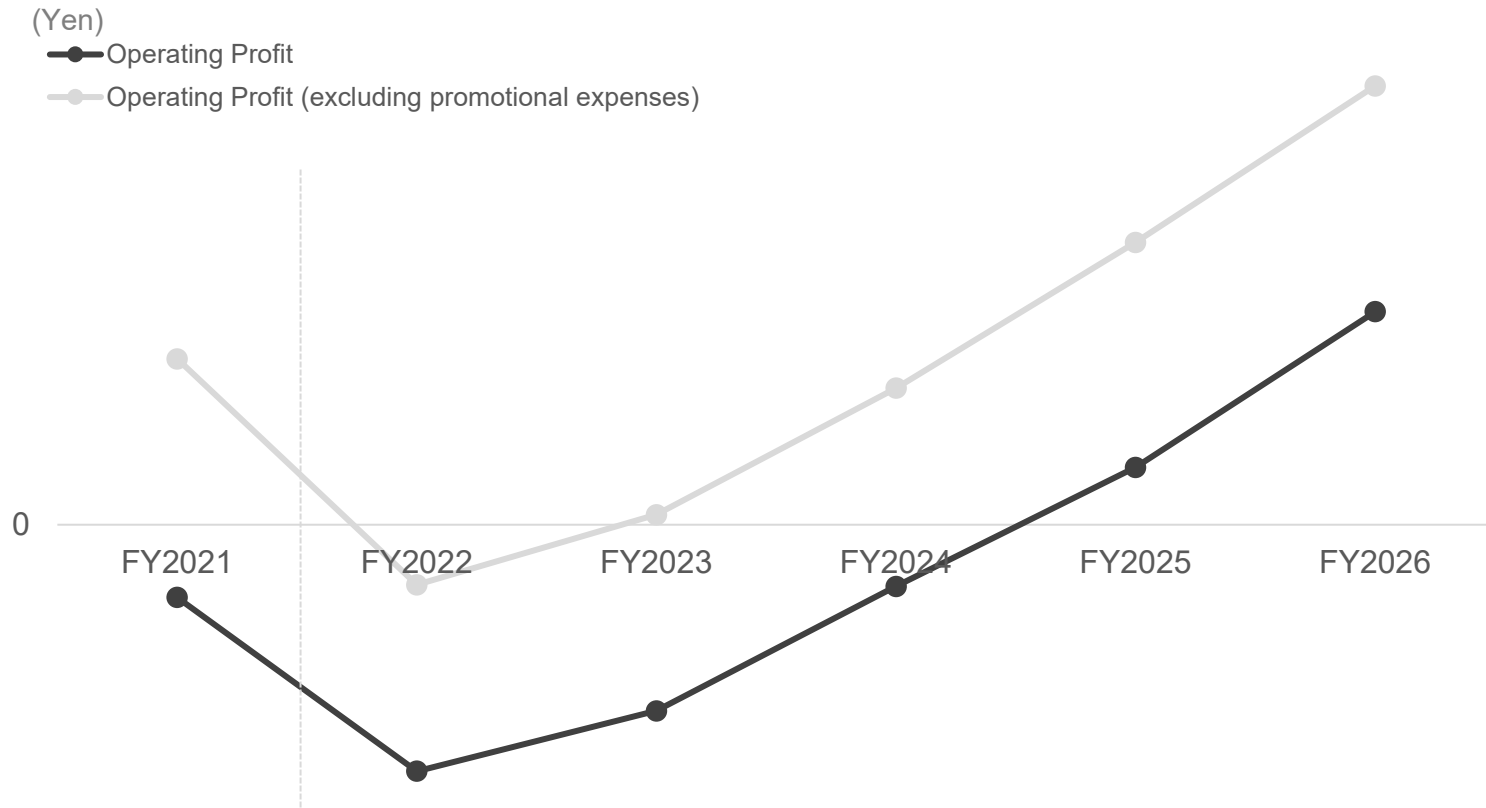 (Yen)
Operating Profit
Operating Profit (excluding promotional expenses)
0
FY2021 FY2022 FY2023 FY2024 FY2025 FY2026